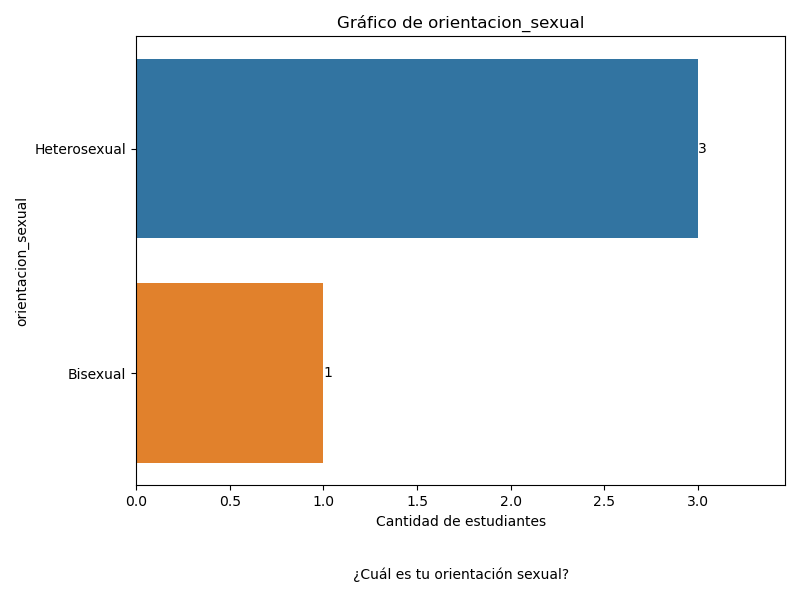 Gráfico de orientacion_sexual
Heterosexual
3
orientacion_sexual
Bisexual
1
0.0 0.5 1.0 1.5 2.0 2.5 3.0
Cantidad de estudiantes
¿Cuál es tu orientación sexual?